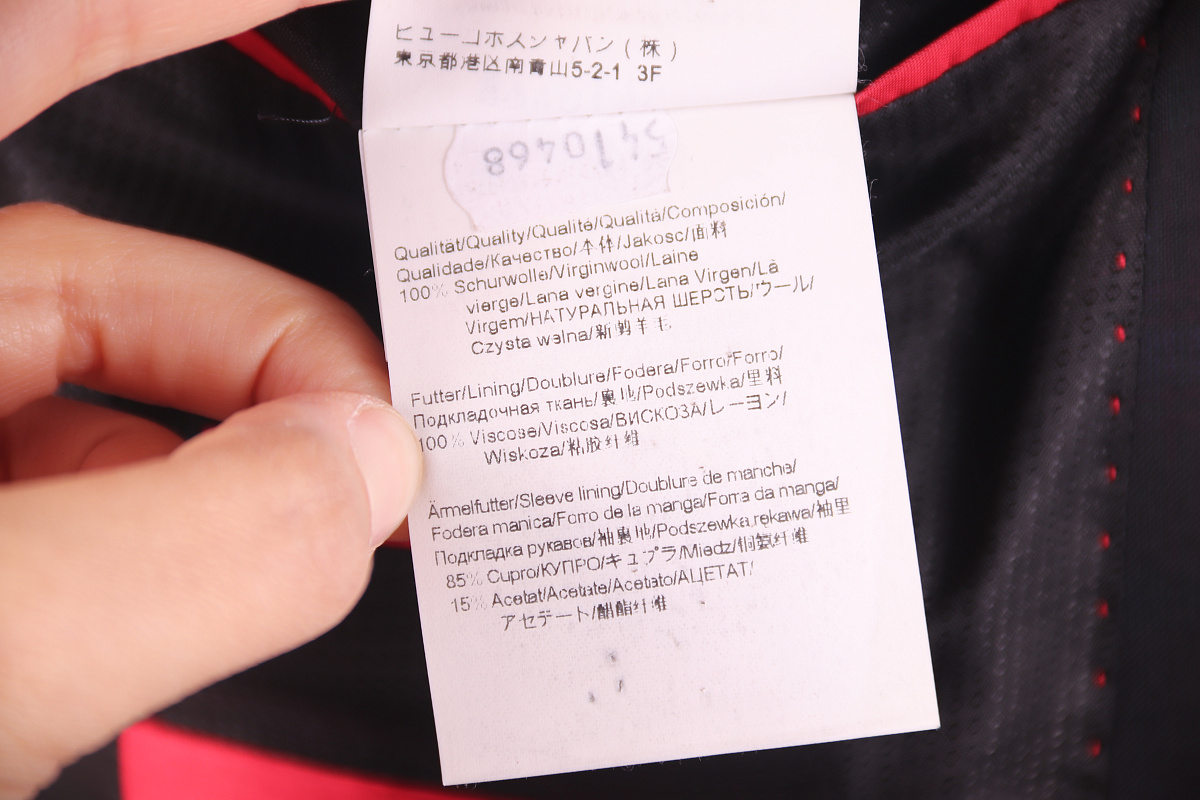 ヒューゴボスジャパン(株)
東京都港区南青山5-2-1 3F
5410468
Qualität/Quality/Qualité/Qualità/Composición/
Qualidade/Качество/本体/Jakosc/面料
100% Schurwolle/Virginwool/Laine
vierge/Lana vergine/Lana Virgen/Lã
Virgem/НАТУРАЛЬНАЯ ШЕРСТЬ/ウール/
Czysta welna/新剪羊毛
Futter/Lining/Doublure/Fodera/Forro/Forro/
Подкладочная ткань/裏地/Podszewka/里料
100% Viscose/Viscosa/ВИСКОЗА/レーヨン/
Wiskoza/粘胶纤维
Ärmelfutter/Sleeve lining/Doublure de manche/
Fodera manica/Forro de la manga/Forra da manga/
Подкладка рукавов/袖裏地/Podszewka rekawa/袖里
85% Cupro/КУПРО/キュプラ/Miedz/铜氨纤维
15% Acetat/Acetate/Acetato/АЦЕТАТ/
アセテート/醋酯纤维